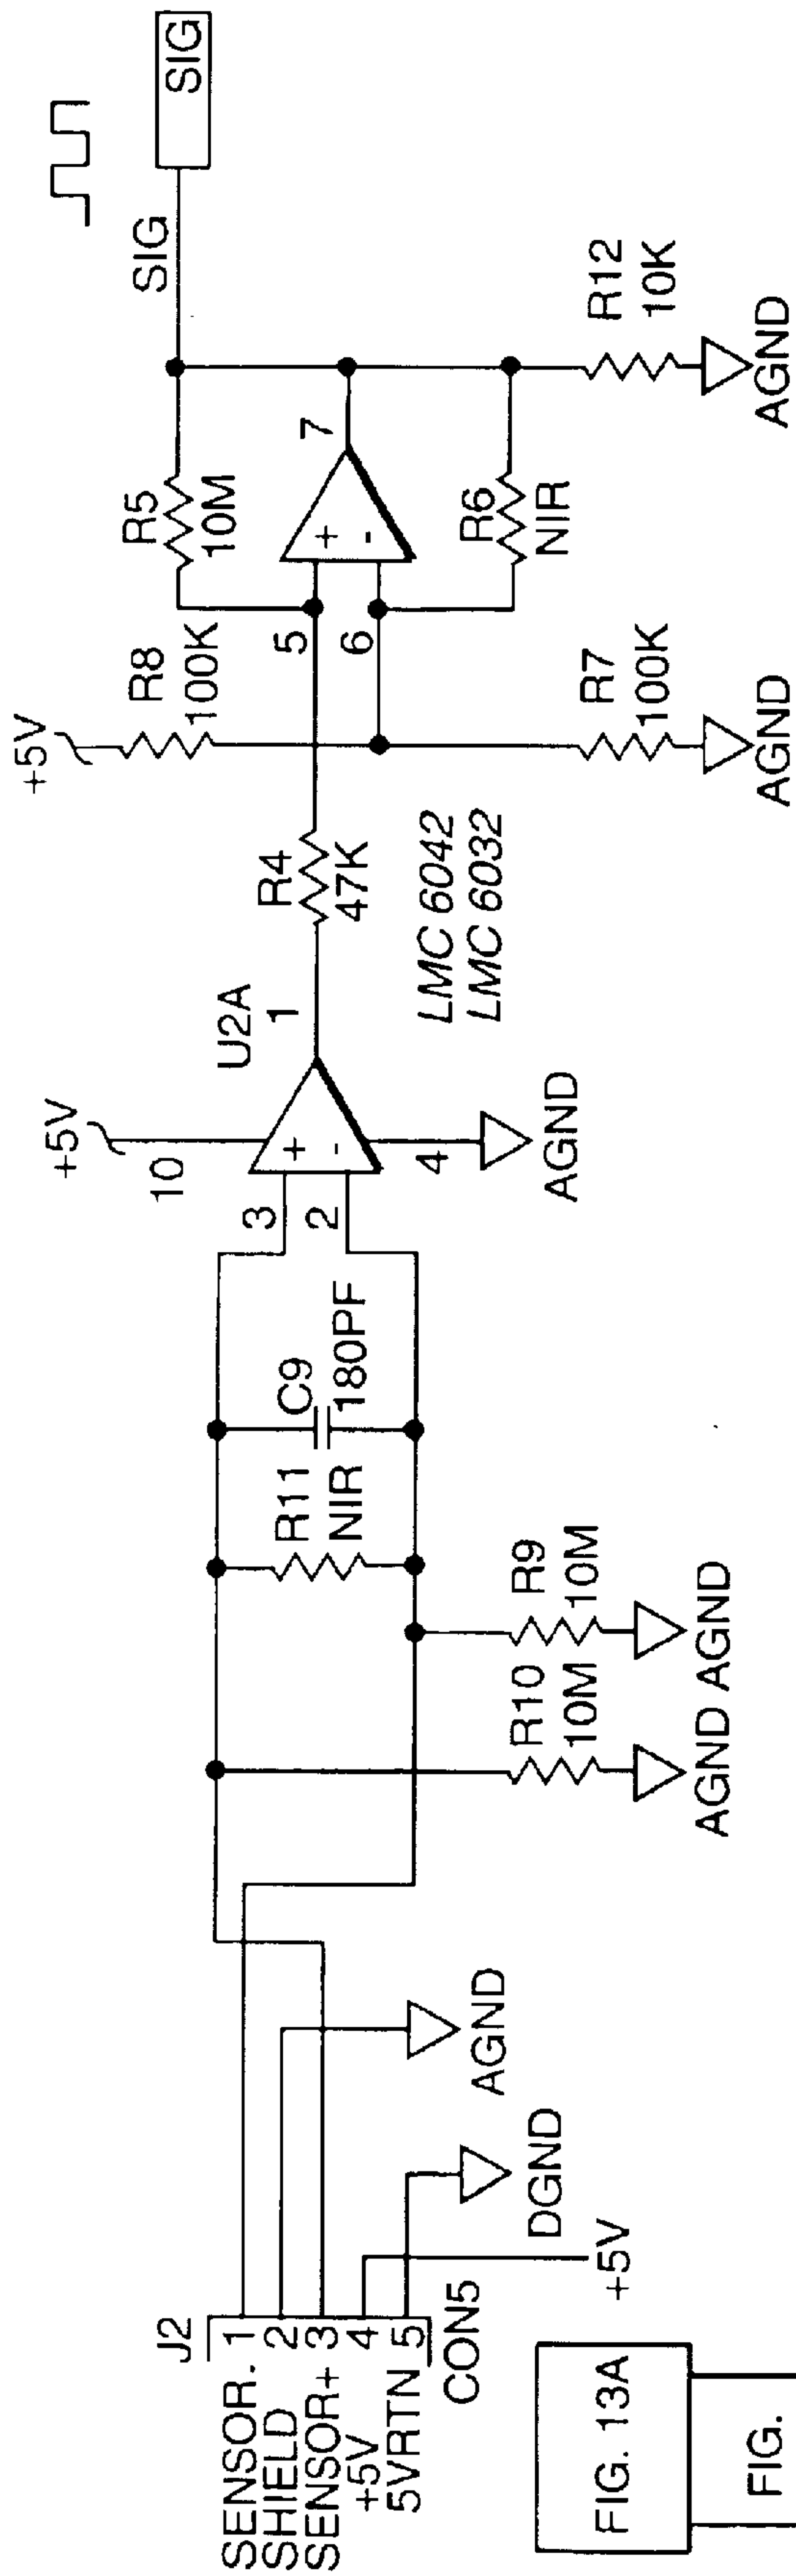 J2
SENSOR-
1
SHIELD
2
SENSOR+
3
+5V
4
5VRTN
5
CON5
+5V
DGND
AGND
R10
10M
AGND
R9
10M
AGND
R11
NIR
C9
180PF
3
2
+
-
+5V
10
4
AGND
U2A
1
R4
47K
LMC 6042
LMC 6032
+5V
R8
100K
5
6
R7
100K
AGND
R5
10M
+
-
7
R6
NIR
R12
10K
AGND
SIG
SIG
FIG. 13A
FIG.